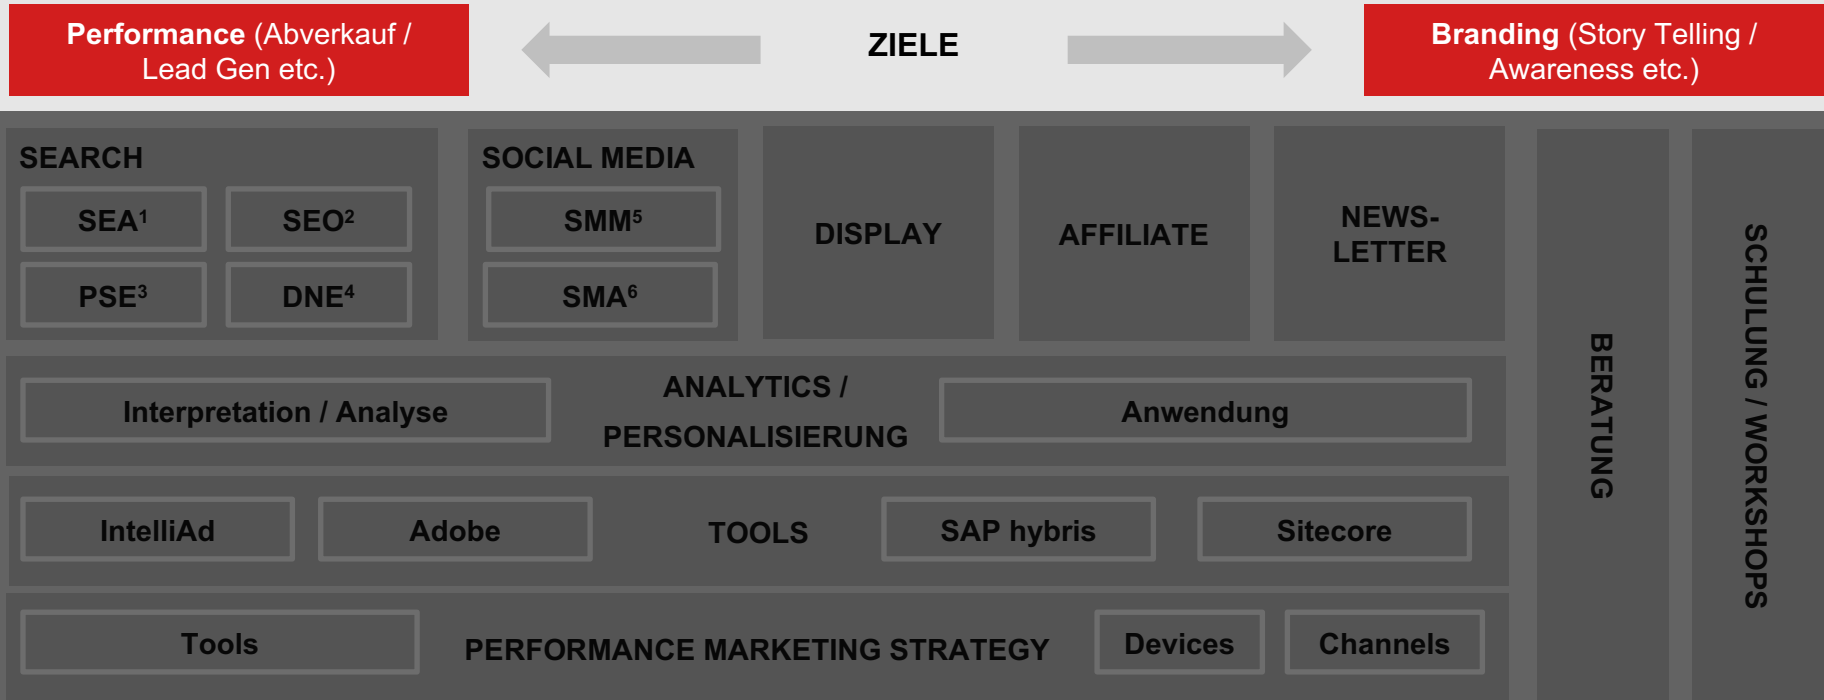 Performance (Abverkauf /
Lead Gen etc.)
ZIELE
Branding (Story Telling /
Awareness etc.)
SEARCH
SEA¹
SEO²
PSE³
DNE⁴
SOCIAL MEDIA
SMM⁵
SMA⁶
DISPLAY
AFFILIATE
NEWS-
LETTER
ANALYTICS /
PERSONALISIERUNG
Interpretation / Analyse
Anwendung
IntelliAd
Adobe
TOOLS
SAP hybris
Sitecore
Tools
PERFORMANCE MARKETING STRATEGY
Devices
Channels
BERATUNG
SCHULUNG / WORKSHOPS